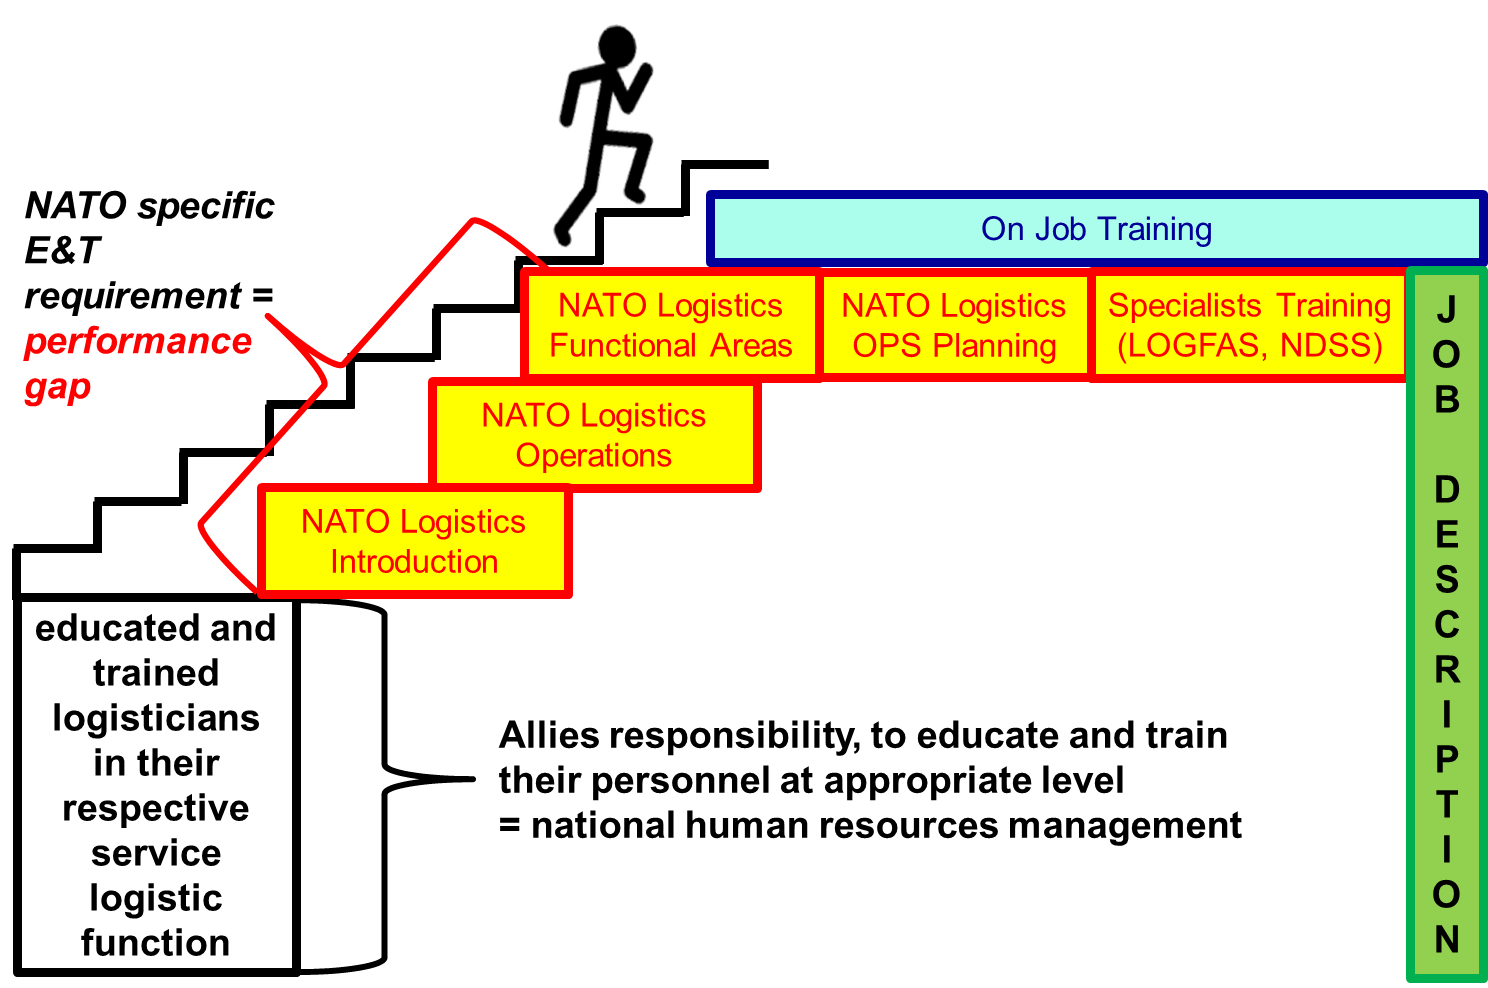 NATO specific
E&T
requirement =
performance
gap
On Job Training
NATO Logistics
Functional Areas
NATO Logistics
OPS Planning
Specialists Training
(LOGFAS, NDSS)
NATO Logistics
Operations
NATO Logistics
Introduction
educated and
trained
logisticians
in their
respective
service
logistic
function
Allies responsibility, to educate and train
their personnel at appropriate level
= national human resources management
JOB DESCRIPTION